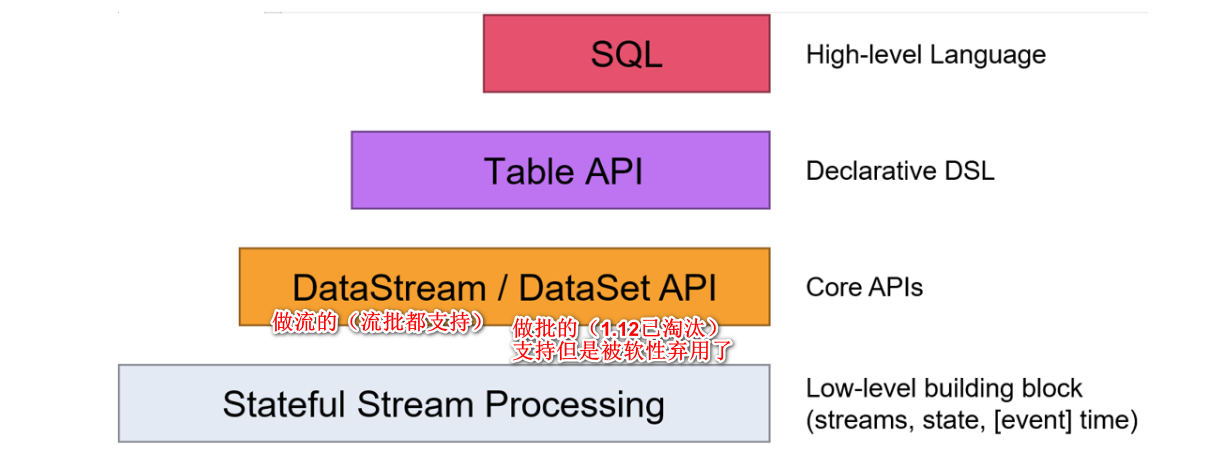 SQL
High-level Language
Table API
Declarative DSL
DataStream / DataSet API
Core APIs
做流的（流批都支持）
做批的（1.12已淘汰）
支持但是被软性弃用了
Stateful Stream Processing
Low-level building block
(streams, state, [event] time)